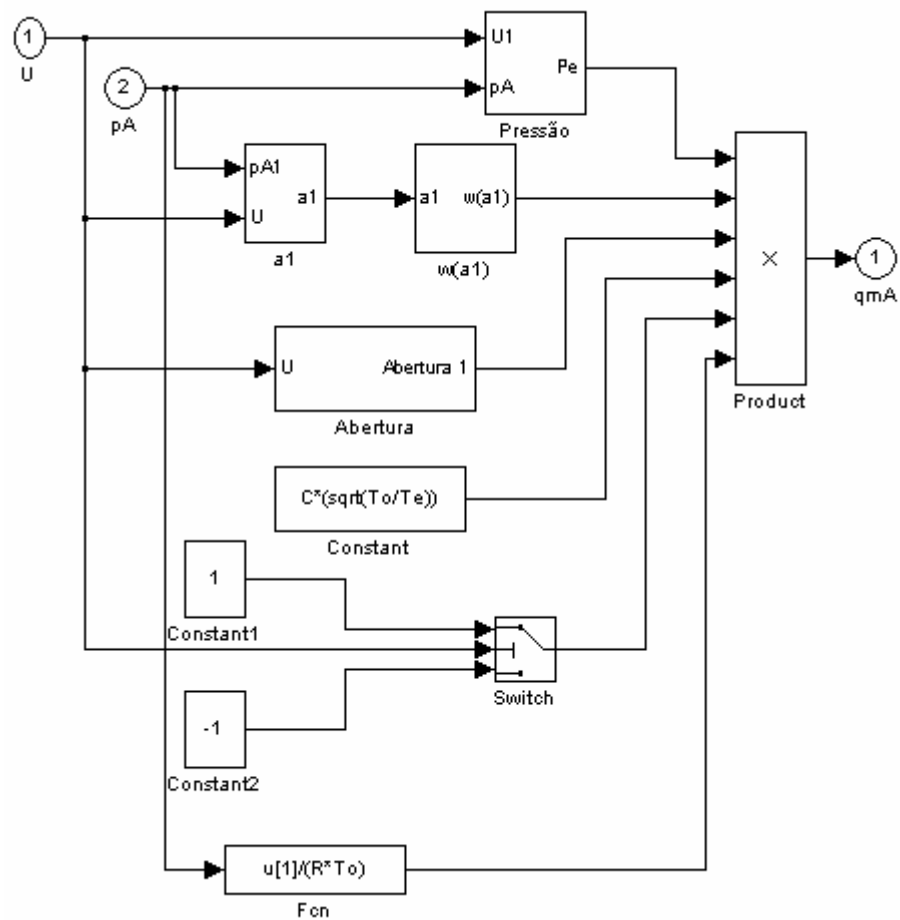 1
U
2
pA
U1
pA
Pe
Pressão
pA1
U
a1
a1
a1
w(a1)
w(a1)
U
Abertura 1
Abertura
C*(sqrt(To/Te))
Constant
1
Constant1
-1
Constant2
Switch
u[1]/(R*To)
Fcn
×
Product
1
qmA